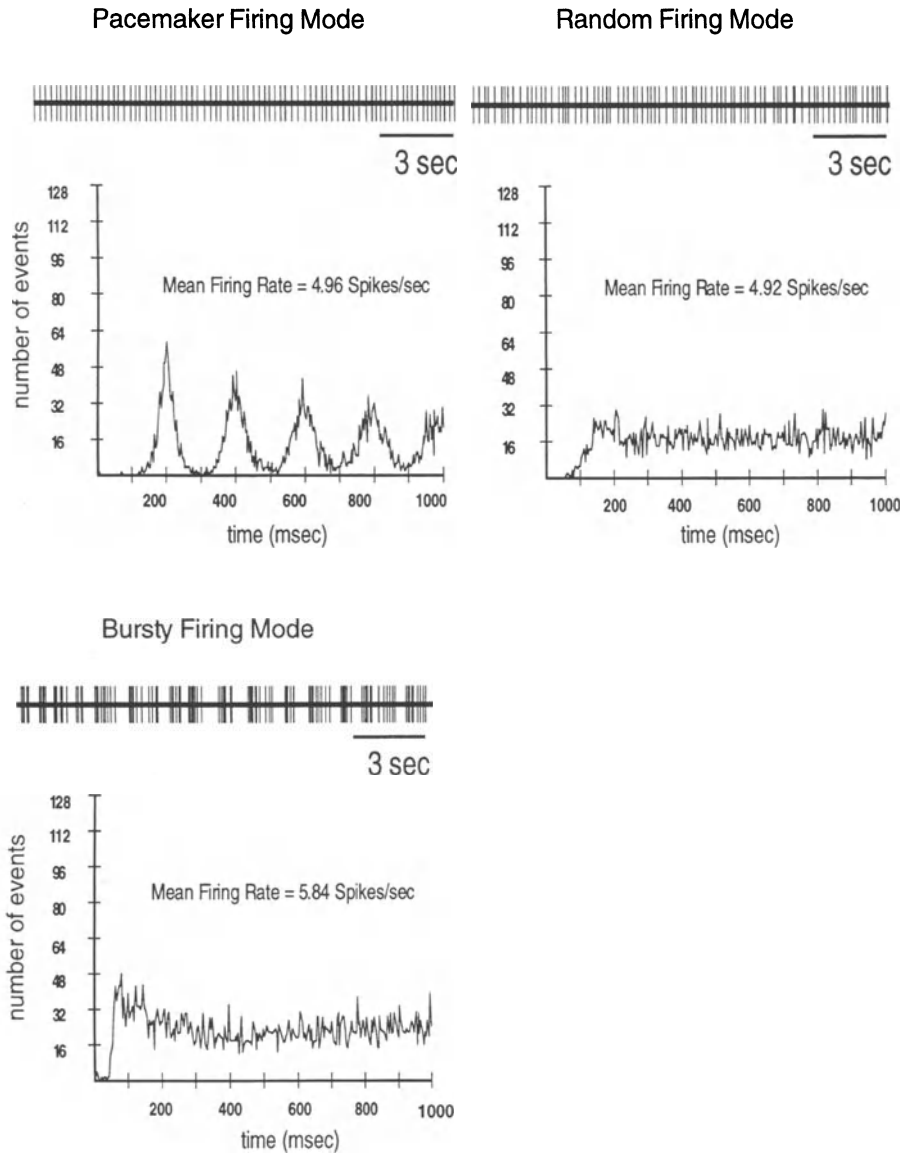 Pacemaker Firing Mode
3 sec
number of events
128
112
96
80
64
48
32
16
Mean Firing Rate = 4.96 Spikes/sec
200 400 600 800 1000
time (msec)
Random Firing Mode
3 sec
128
112
96
80
64
48
32
16
Mean Firing Rate = 4.92 Spikes/sec
200 400 600 800 1000
time (msec)
Bursty Firing Mode
3 sec
number of events
128
112
96
80
64
48
32
16
Mean Firing Rate = 5.84 Spikes/sec
200 400 600 800 1000
time (msec)